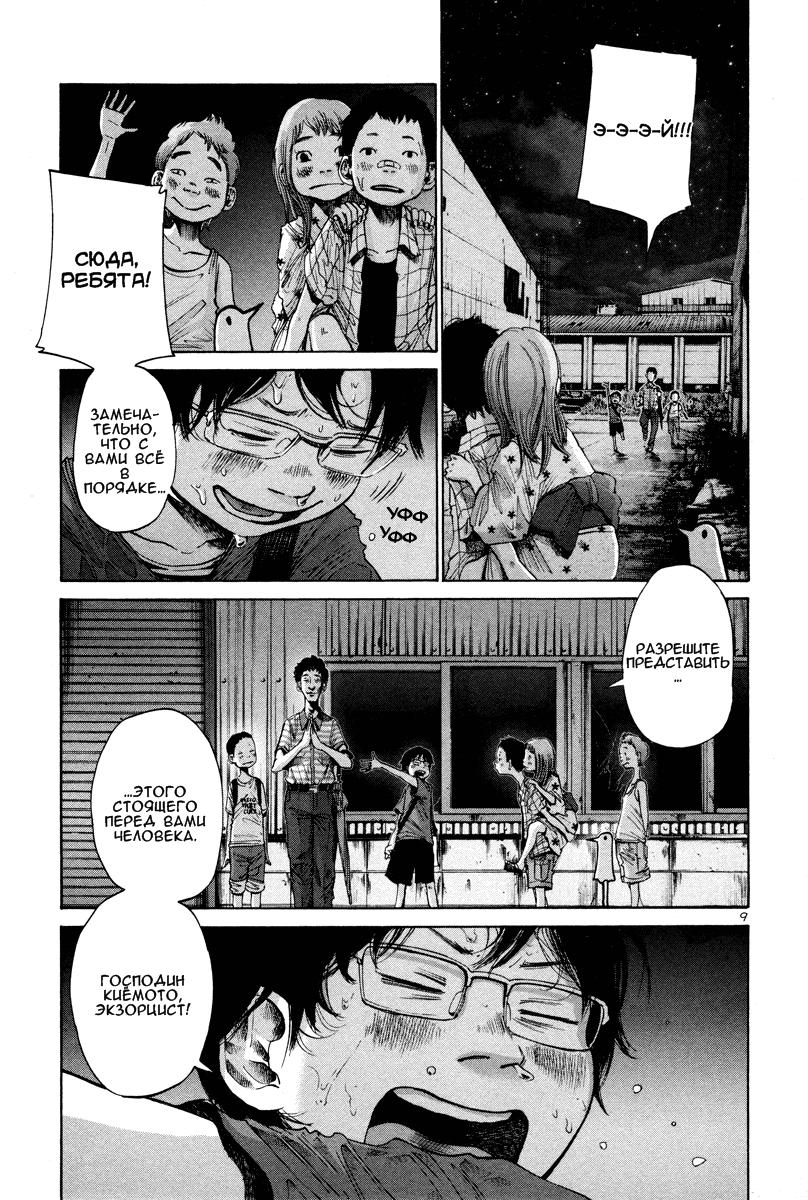 Э-Э-Э-Й!!!
СЮДА,
РЕБЯТА!
ЗАМЕЧА-
ТЕЛЬНО,
ЧТО С
ВАМИ ВСЁ
В
ПОРЯДКЕ...
УФФ
УФФ
РАЗРЕШИТЕ
ПРЕДСТАВИТЬ
...
...ЭТОГО
СТОЯЩЕГО
ПЕРЕД ВАМИ
ЧЕЛОВЕКА.
9
ГОСПОДИН
КИЁМОТО,
ЭКЗОРЦИСТ!